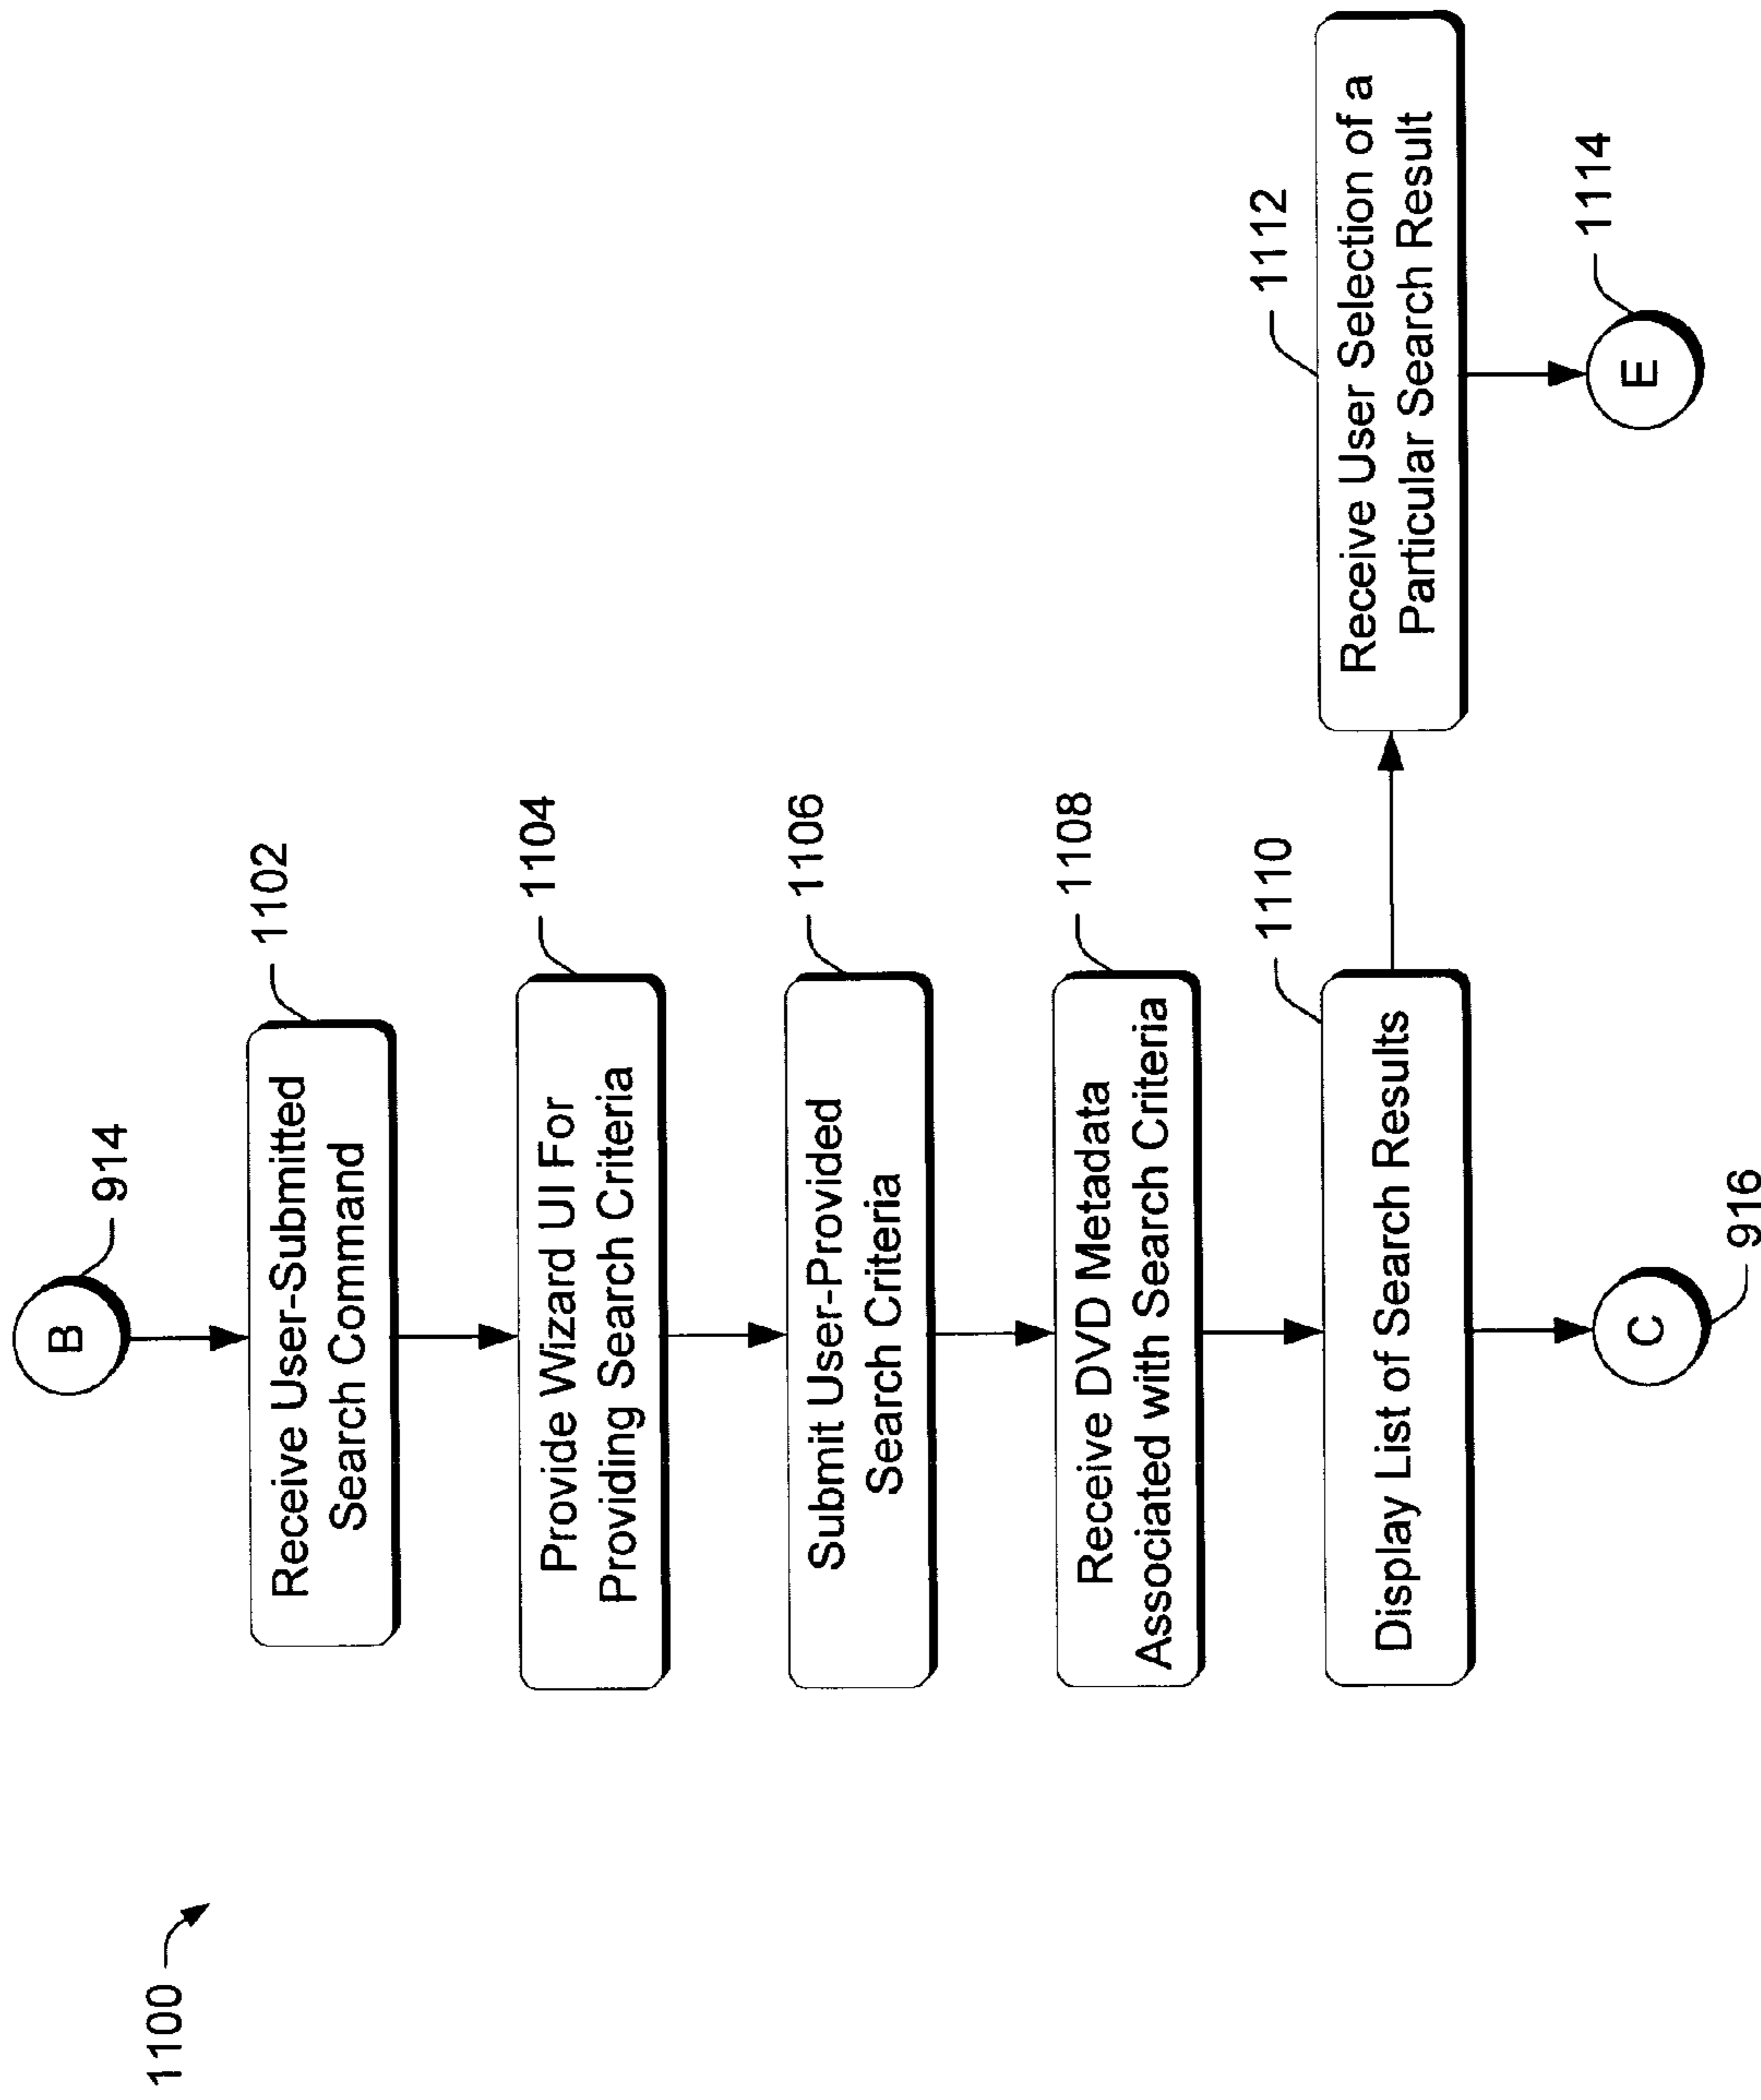 1100
B
914
1102
Receive User-Submitted
Search Command
1104
Provide Wizard UI For
Providing Search Criteria
1106
Submit User-Provided
Search Criteria
1108
Receive DVD Metadata
Associated with Search Criteria
1110
Display List of Search Results
C
916
1112
Receive User Selection of a
Particular Search Result
E
1114